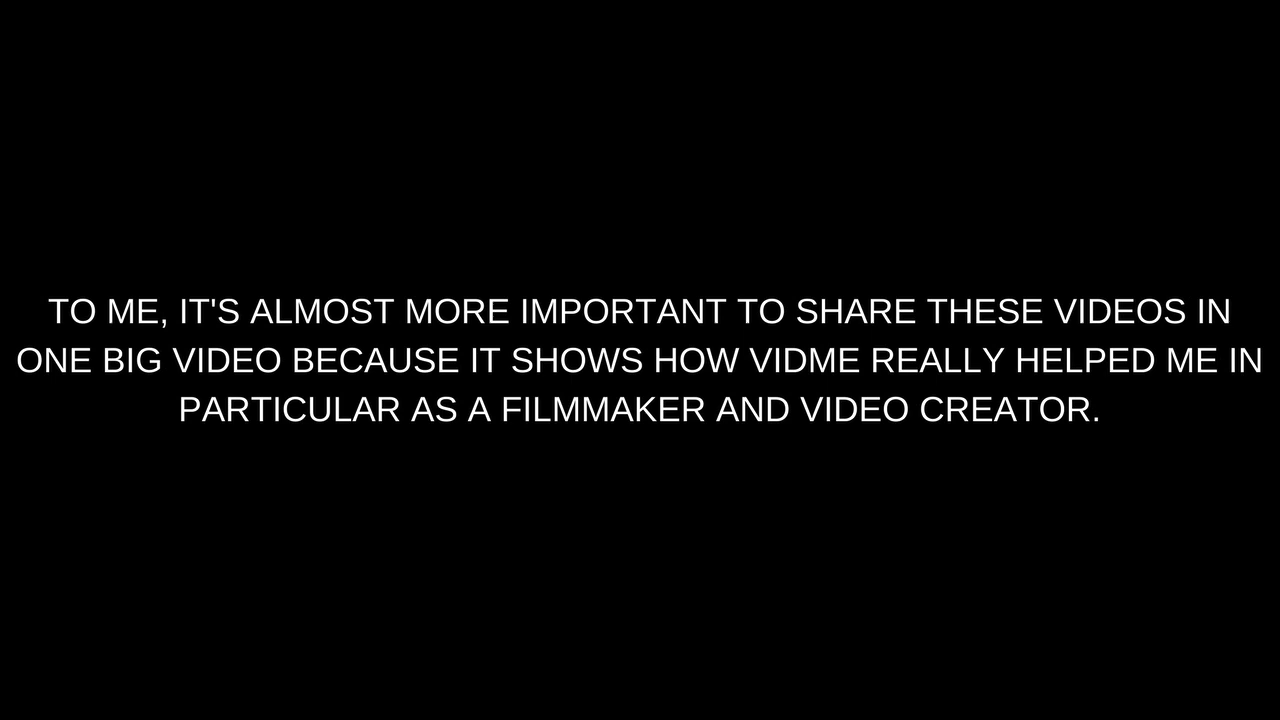 TO ME, IT'S ALMOST MORE IMPORTANT TO SHARE THESE VIDEOS IN
ONE BIG VIDEO BECAUSE IT SHOWS HOW VIDME REALLY HELPED ME IN
PARTICULAR AS A FILMMAKER AND VIDEO CREATOR.